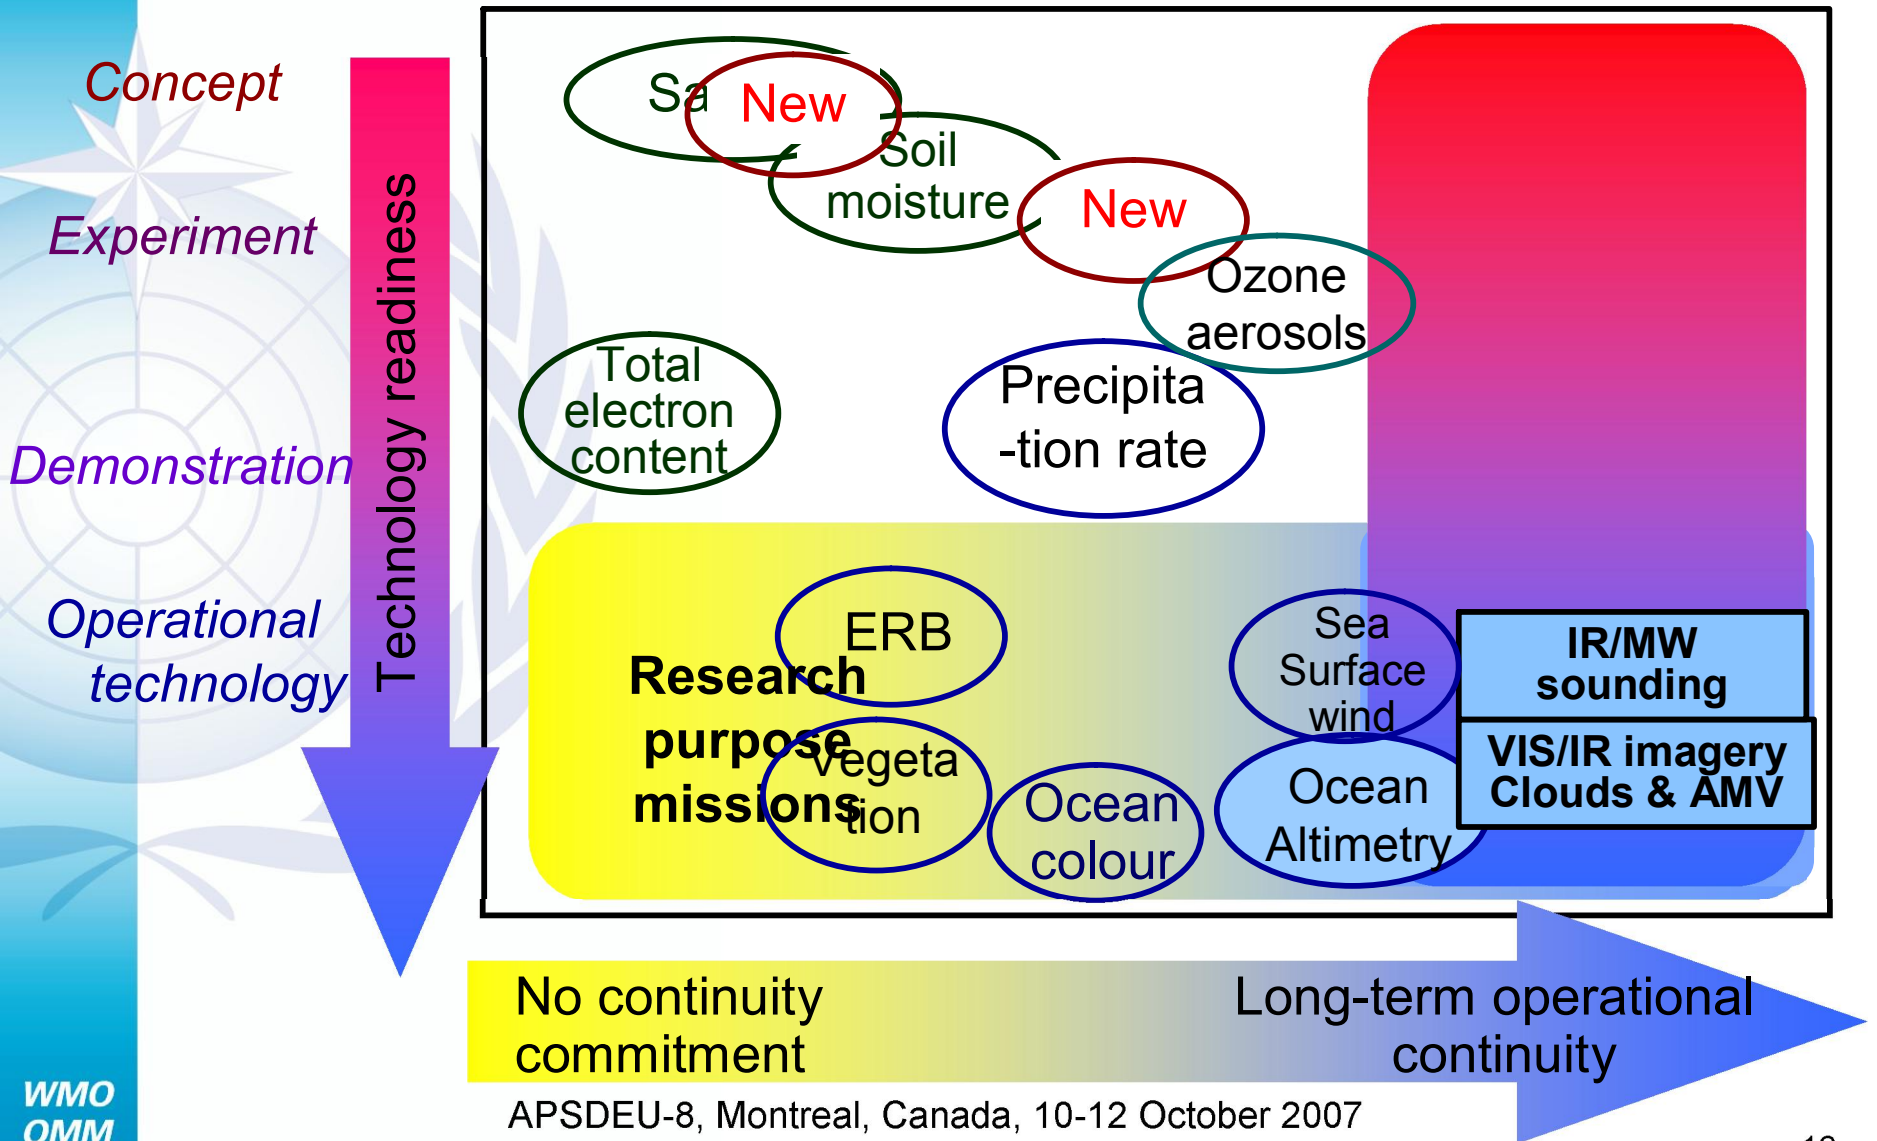 Concept
Experiment
Demonstration
Operational
technology
Technology readiness
New
Soil
moisture
New
Ozone
aerosols
Total
electron
content
Precipita
-tion rate
ERB
Research
purpose
missions
Vegeta
tion
Ocean
colour
Sea
Surface
wind
Ocean
Altimetry
IR/MW
sounding
VIS/IR imagery
Clouds & AMV
No continuity
commitment
Long-term operational
continuity
WMO
OMM
APSDEU-8, Montreal, Canada, 10-12 October 2007